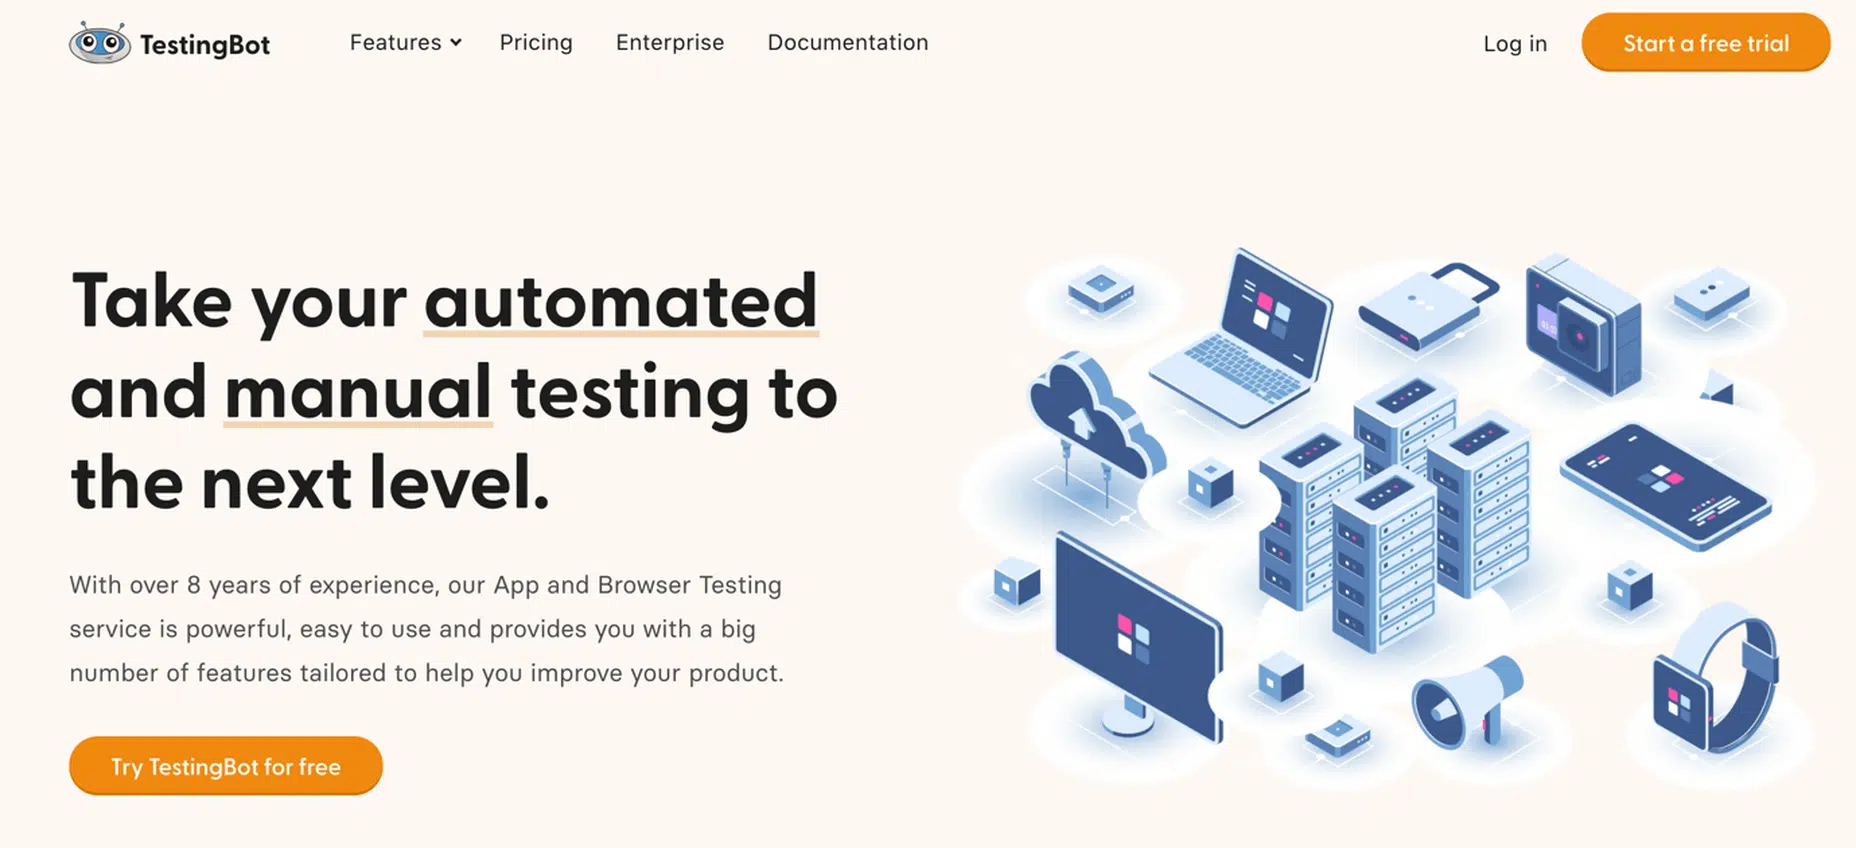 TestingBot
Features
Pricing
Enterprise
Documentation
Log in
Start a free trial
Take your automated
and manual testing to
the next level.
With over 8 years of experience, our App and Browser Testing
service is powerful, easy to use and provides you with a big
number of features tailored to help you improve your product.
Try TestingBot for free